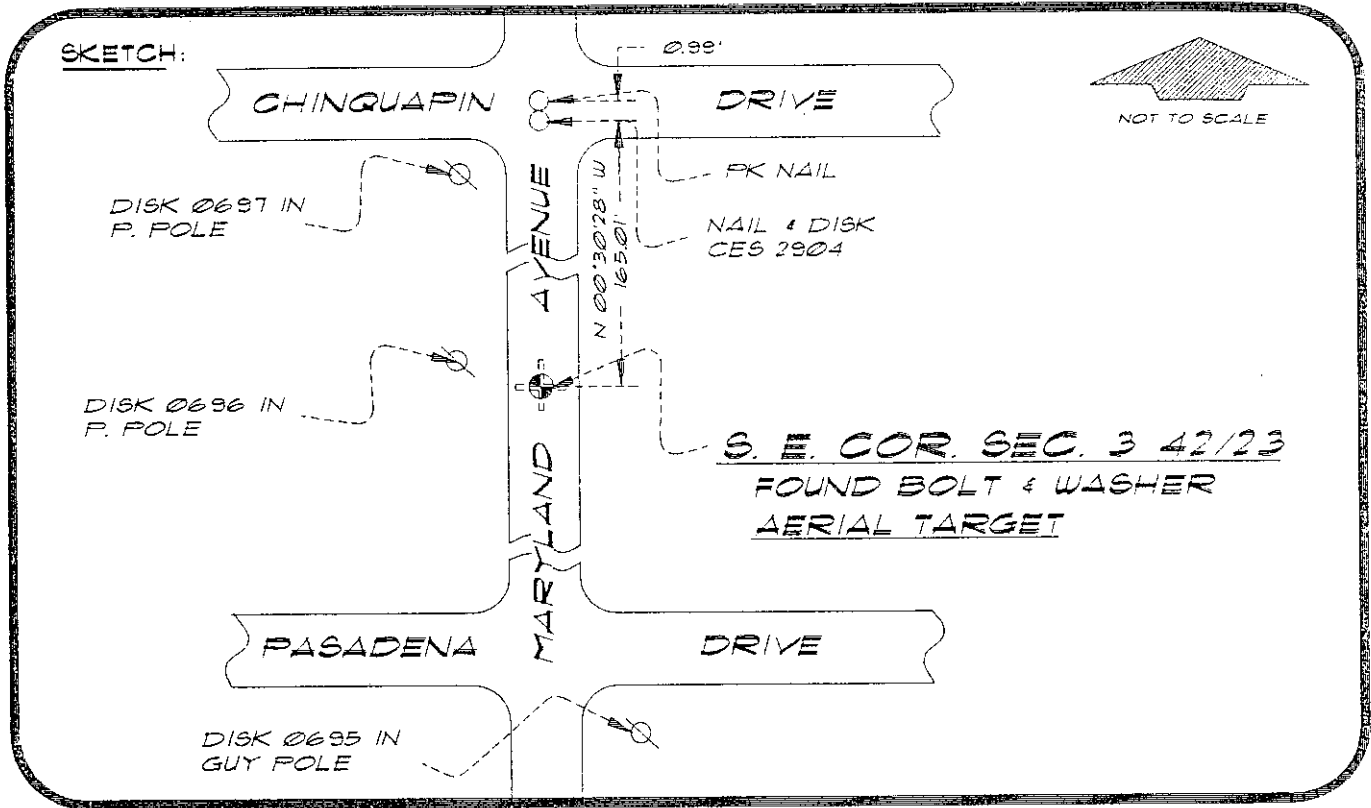 SKETCH:
0.99'
CHINQUAPIN DRIVE
NOT TO SCALE
PK NAIL
DISK 0697 IN
P. POLE
NAIL & DISK
CES 2904
N 00°30'28" W
165.01'
MARYLAND AVENUE
DISK 0696 IN
P. POLE
S. E. COR. SEC. 3 42/23
FOUND BOLT & WASHER
AERIAL TARGET
PASADENA DRIVE
DISK 0695 IN
GUY POLE